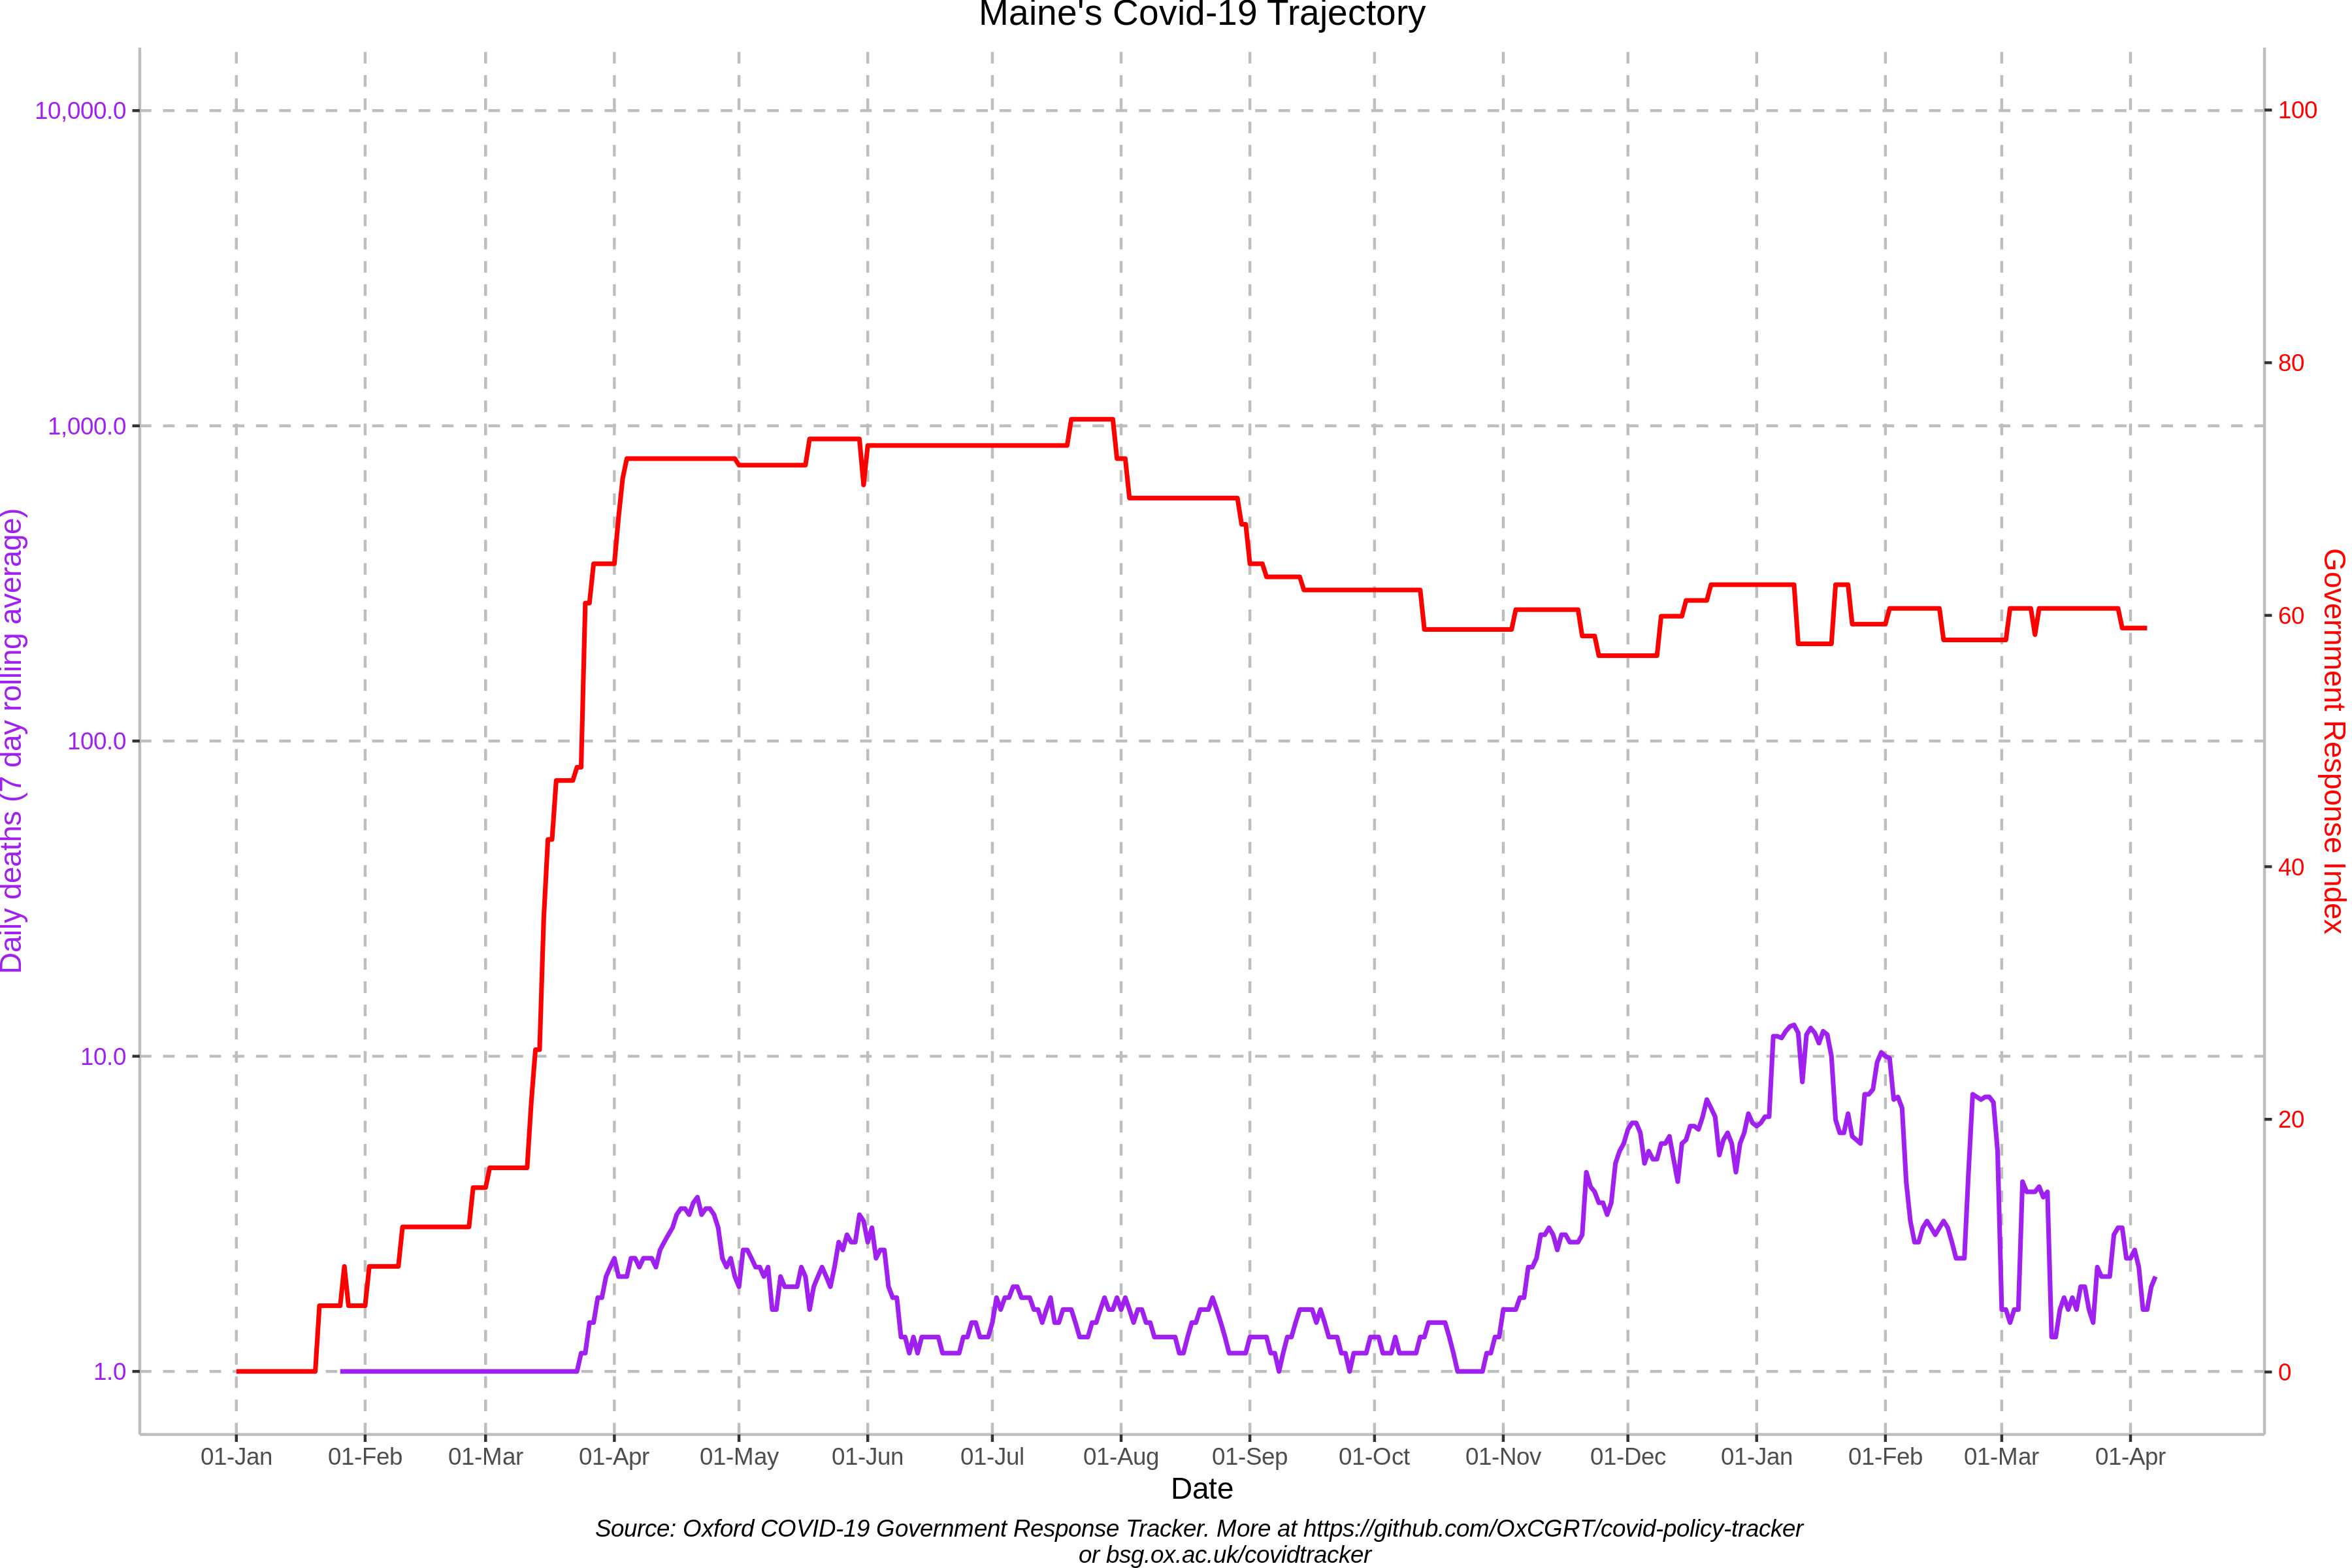 Maine's Covid-19 Trajectory
10,000.0
1,000.0
100.0
10.0
1.0
Daily deaths (7 day rolling average)
100
80
60
40
20
0
Government Response Index
01-Jan 01-Feb 01-Mar 01-Apr 01-May 01-Jun 01-Jul 01-Aug 01-Sep 01-Oct 01-Nov 01-Dec 01-Jan 01-Feb 01-Mar 01-Apr
Date
Source: Oxford COVID-19 Government Response Tracker. More at https://github.com/OxCGRT/covid-policy-tracker
or bsg.ox.ac.uk/covidtracker